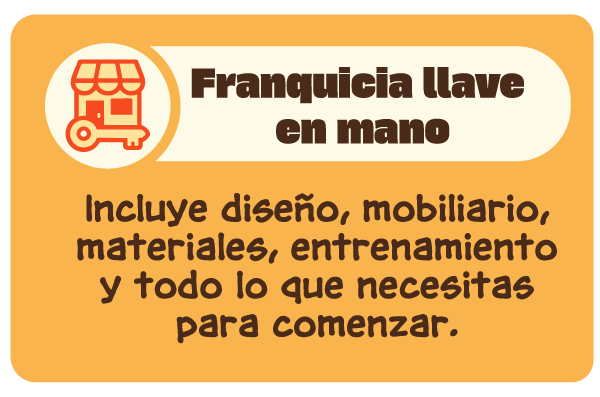 Franquicia llave
en mano
Incluye diseño, mobiliario,
materiales, entrenamiento
y todo lo que necesitas
para comenzar.